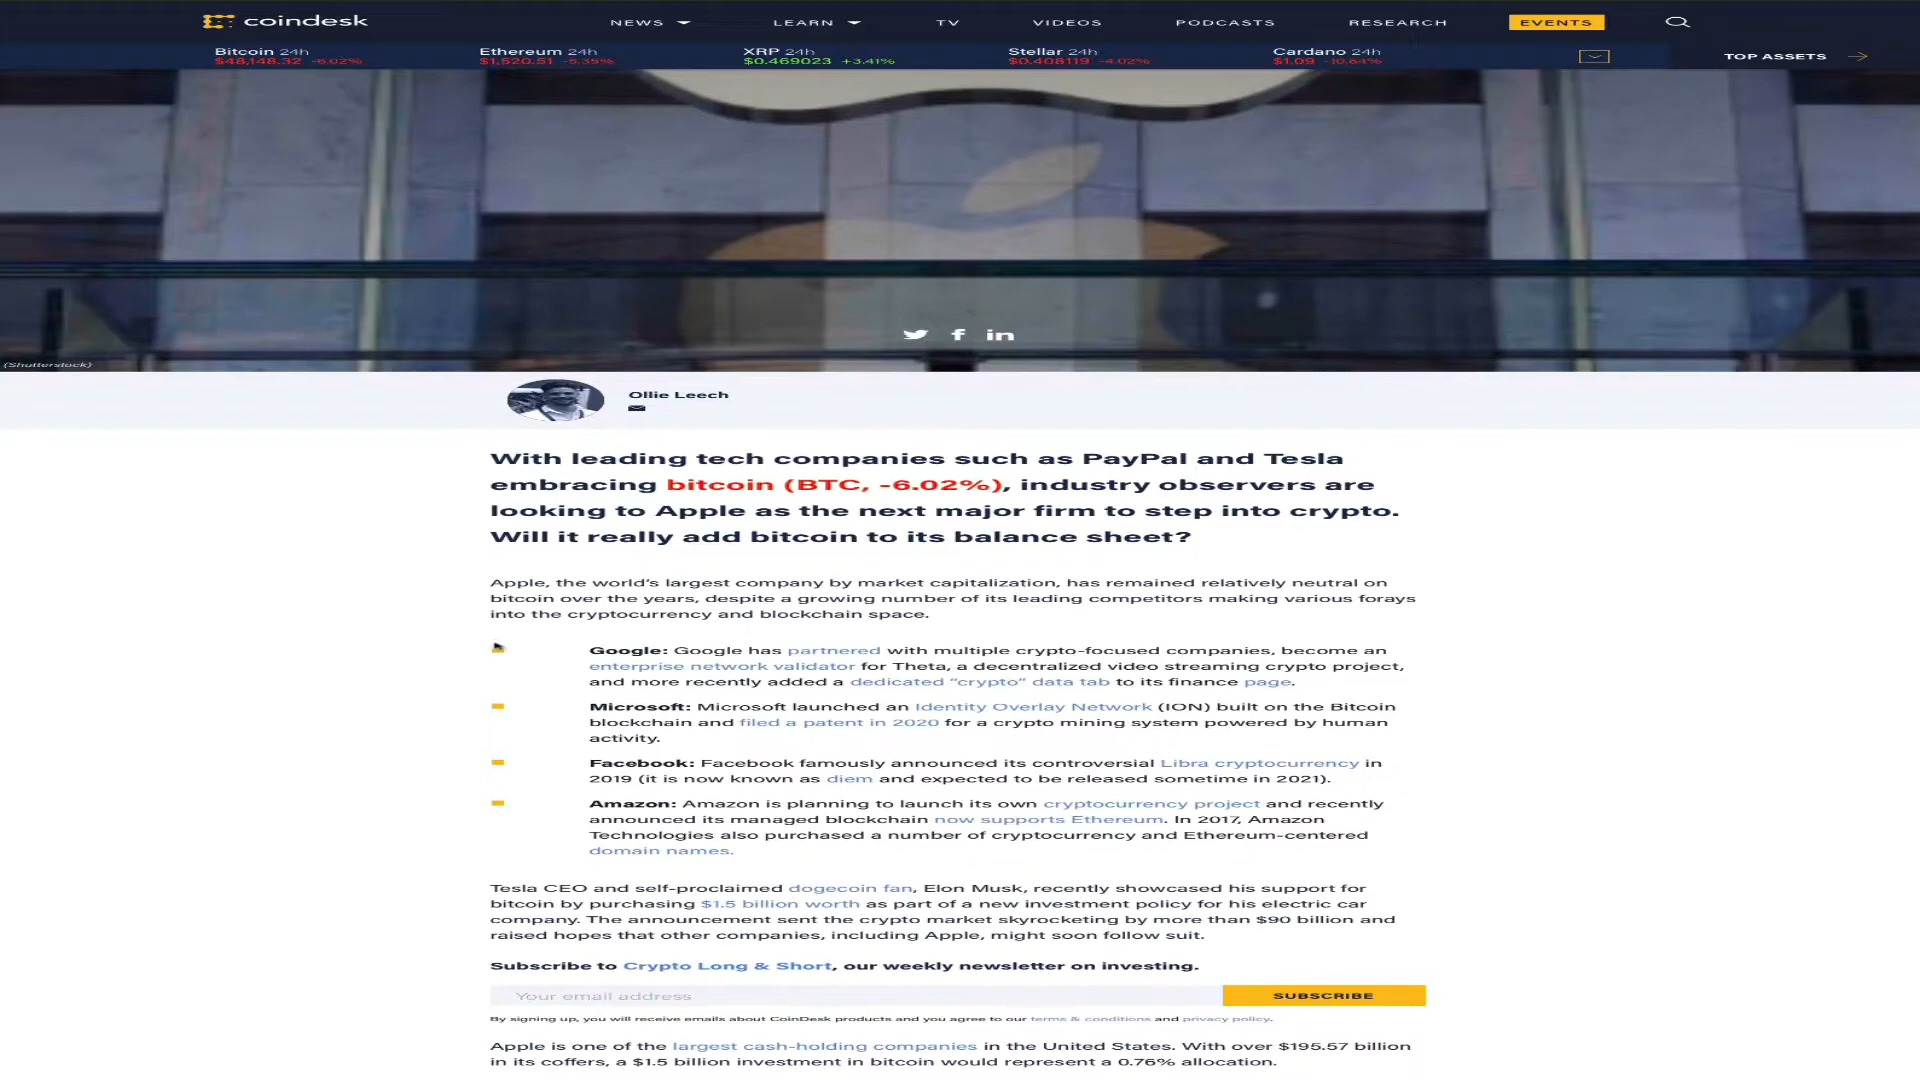 coindesk
NEWS LEARN TV VIDEOS PODCASTS RESEARCH EVENTS
Bitcoin 24h Ethereum 24h XRP 24h Stellar 24h Cardano 24h
$48,148.32 -6.02% $1,520.51 -5.35% $0.469023 +3.41% $0.408119 -4.02% $1.09 -10.64%
TOP ASSETS
(Shutterstock)
Ollie Leech
With leading tech companies such as PayPal and Tesla
embracing bitcoin (BTC, -6.02%), industry observers are
looking to Apple as the next major firm to step into crypto.
Will it really add bitcoin to its balance sheet?
Apple, the world's largest company by market capitalization, has remained relatively neutral on
bitcoin over the years, despite a growing number of its leading competitors making various forays
into the cryptocurrency and blockchain space.
Google: Google has partnered with multiple crypto-focused companies, become an
enterprise network validator for Theta, a decentralized video streaming crypto project,
and more recently added a dedicated "crypto" data tab to its finance page.
Microsoft: Microsoft launched an Identity Overlay Network (ION) built on the Bitcoin
blockchain and filed a patent in 2020 for a crypto mining system powered by human
activity.
Facebook: Facebook famously announced its controversial Libra cryptocurrency in
2019 (it is now known as diem and expected to be released sometime in 2021).
Amazon: Amazon is planning to launch its own cryptocurrency project and recently
announced its managed blockchain now supports Ethereum. In 2017, Amazon
Technologies also purchased a number of cryptocurrency and Ethereum-centered
domain names.
Tesla CEO and self-proclaimed dogecoin fan, Elon Musk, recently showcased his support for
bitcoin by purchasing $1.5 billion worth as part of a new investment policy for his electric car
company. The announcement sent the crypto market skyrocketing by more than $90 billion and
raised hopes that other companies, including Apple, might soon follow suit.
Subscribe to Crypto Long & Short, our weekly newsletter on investing.
Your email address SUBSCRIBE
By signing up, you will receive emails about CoinDesk products and you agree to our terms & conditions and privacy policy.
Apple is one of the largest cash-holding companies in the United States. With over $195.57 billion
in its coffers, a $1.5 billion investment in bitcoin would represent a 0.76% allocation.